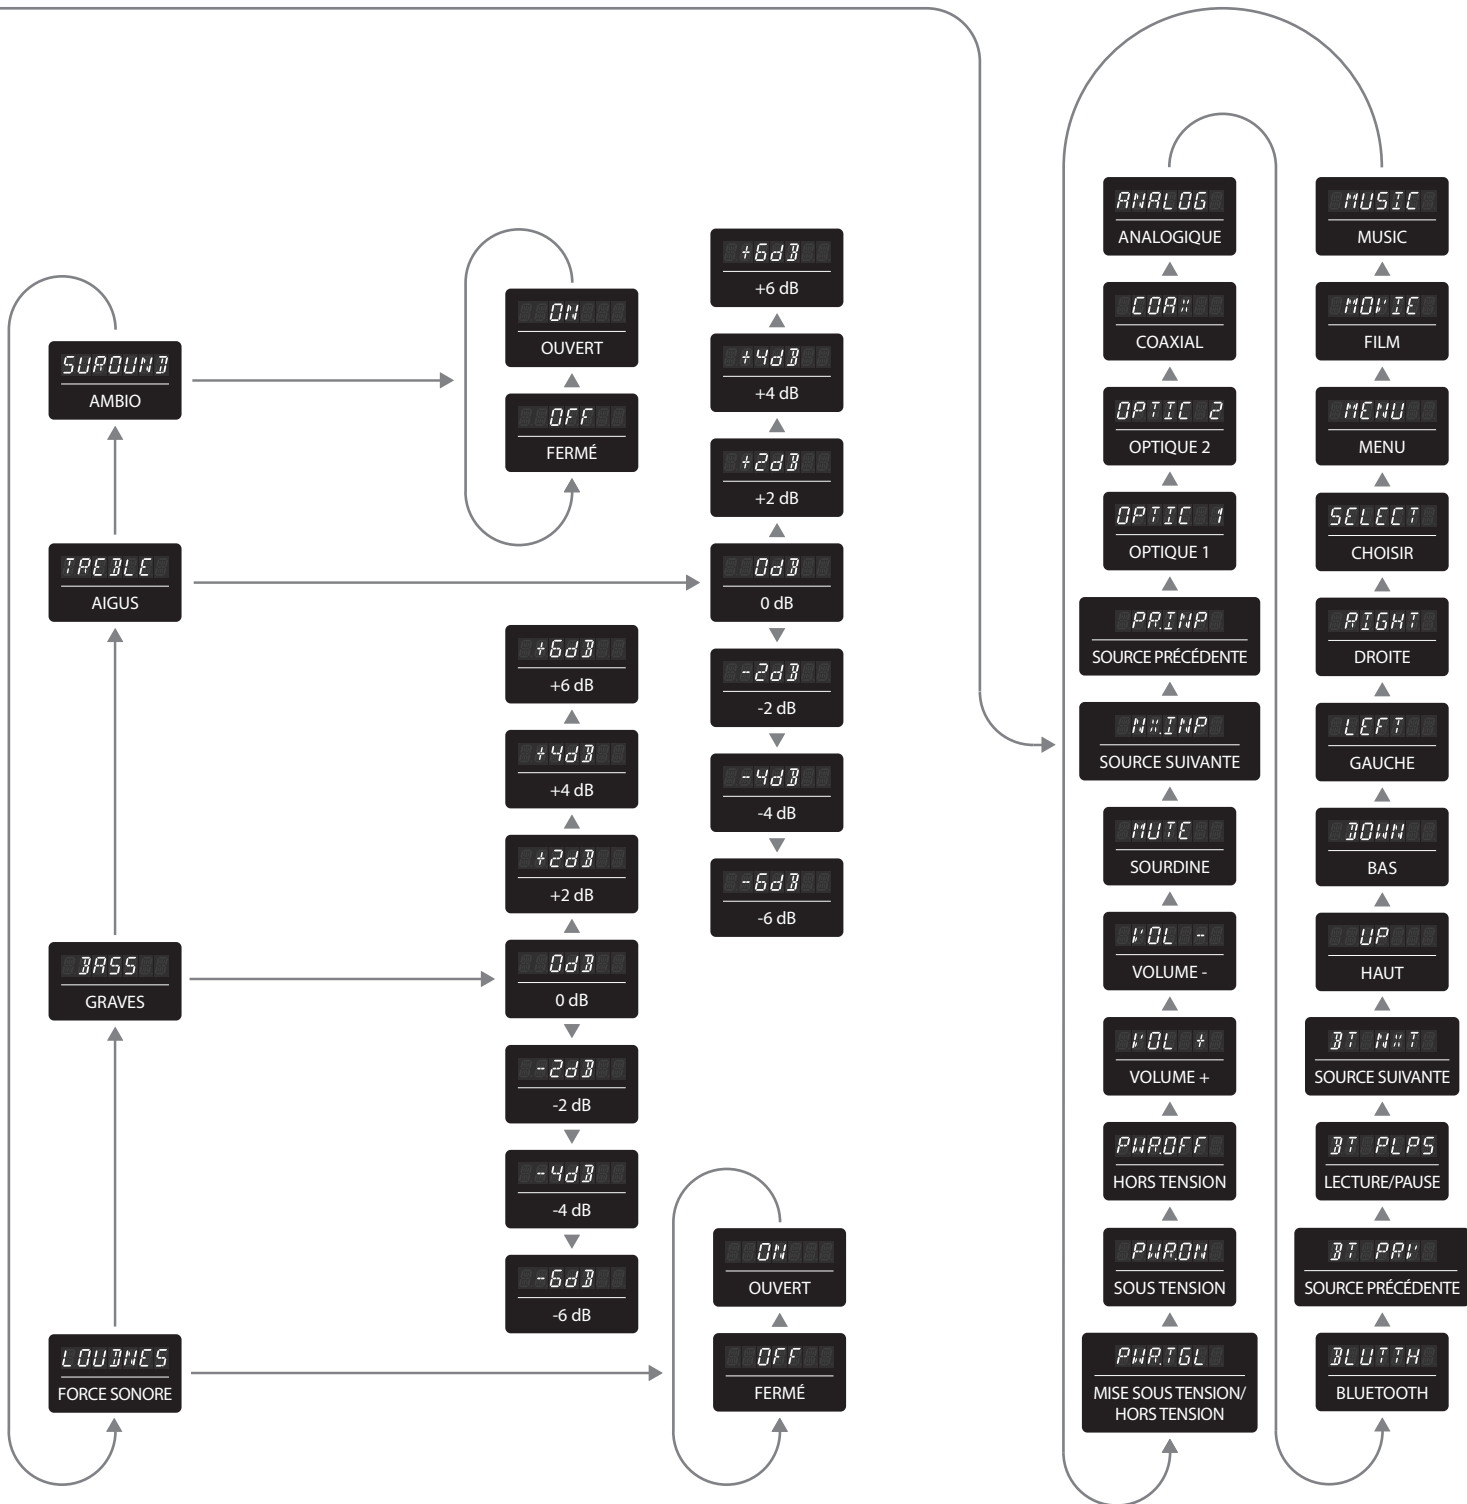 SUROUND
AMBIO
TREBLE
AIGUS
BASS
GRAVES
LOUDNES
FORCE SONORE
ON
OUVERT
OFF
FERMÉ
+6dB
+6 dB
+4dB
+4 dB
+2dB
+2 dB
0dB
0 dB
-2dB
-2 dB
-4dB
-4 dB
-6dB
-6 dB
+6dB
+6 dB
+4dB
+4 dB
+2dB
+2 dB
0dB
0 dB
-2dB
-2 dB
-4dB
-4 dB
-6dB
-6 dB
ON
OUVERT
OFF
FERMÉ
ANALOG
ANALOGIQUE
COAX
COAXIAL
OPTIC 2
OPTIQUE 2
OPTIC 1
OPTIQUE 1
PR.INP
SOURCE PRÉCÉDENTE
NX.INP
SOURCE SUIVANTE
MUTE
SOURDINE
VOL -
VOLUME -
VOL +
VOLUME +
PWR.OFF
HORS TENSION
PWR.ON
SOUS TENSION
PWR.TGL
MISE SOUS TENSION/
HORS TENSION
MUSIC
MUSIC
MOVIE
FILM
MENU
MENU
SELECT
CHOISIR
RIGHT
DROITE
LEFT
GAUCHE
DOWN
BAS
UP
HAUT
BT NXT
SOURCE SUIVANTE
BT PLPS
LECTURE/PAUSE
BT PRV
SOURCE PRÉCÉDENTE
BLUTTH
BLUETOOTH